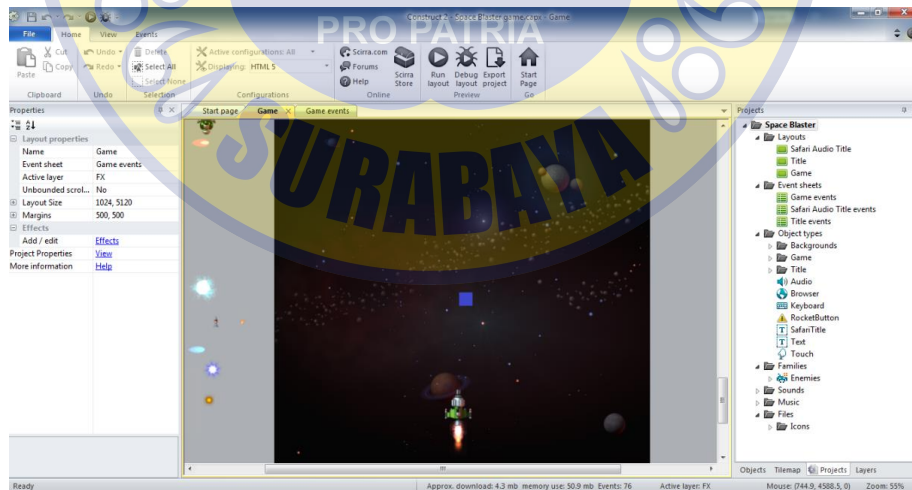 Construct 2 - Space Blaster game.capx - Game
PRO PATRIA
SURABAYA
File Home View Events
Paste
Cut
Copy
Clipboard
Undo
Redo
Undo
Delete
Select All
Select None
Selection
Active configurations: All
Displaying: HTML 5
Configurations
Scirra.com
Forums
Help
Scirra Store
Online
Run layout
Debug layout
Export project
Preview
Start Page
Go
Properties
Layout properties
Name Game
Event sheet Game events
Active layer FX
Unbounded scrol... No
Layout Size 1024, 5120
Margins 500, 500
Effects
Add / edit Effects
Project Properties View
More information Help
Start page Game Game events
Projects
Space Blaster
Layouts
Safari Audio Title
Title
Game
Event sheets
Game events
Safari Audio Title events
Title events
Object types
Backgrounds
Game
Title
Audio
Browser
Keyboard
RocketButton
SafariTitle
Text
Touch
Families
Enemies
Sounds
Music
Files
Icons
Objects Tilemap Projects Layers
Ready
Approx. download: 4.3 mb memory use: 50.9 mb Events: 76
Active layer: FX
Mouse: (744.9, 4588.5, 0)
Zoom: 55%